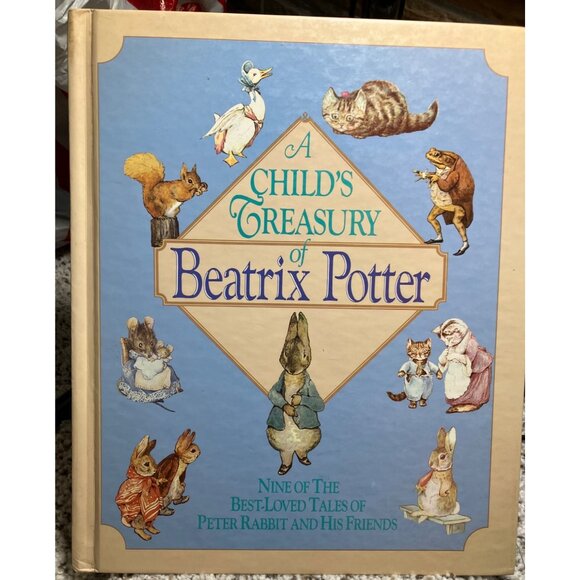 A
CHILD'S
TREASURY
of
Beatrix Potter
NINE OF THE
BEST-LOVED TALES OF
PETER RABBIT AND HIS FRIENDS